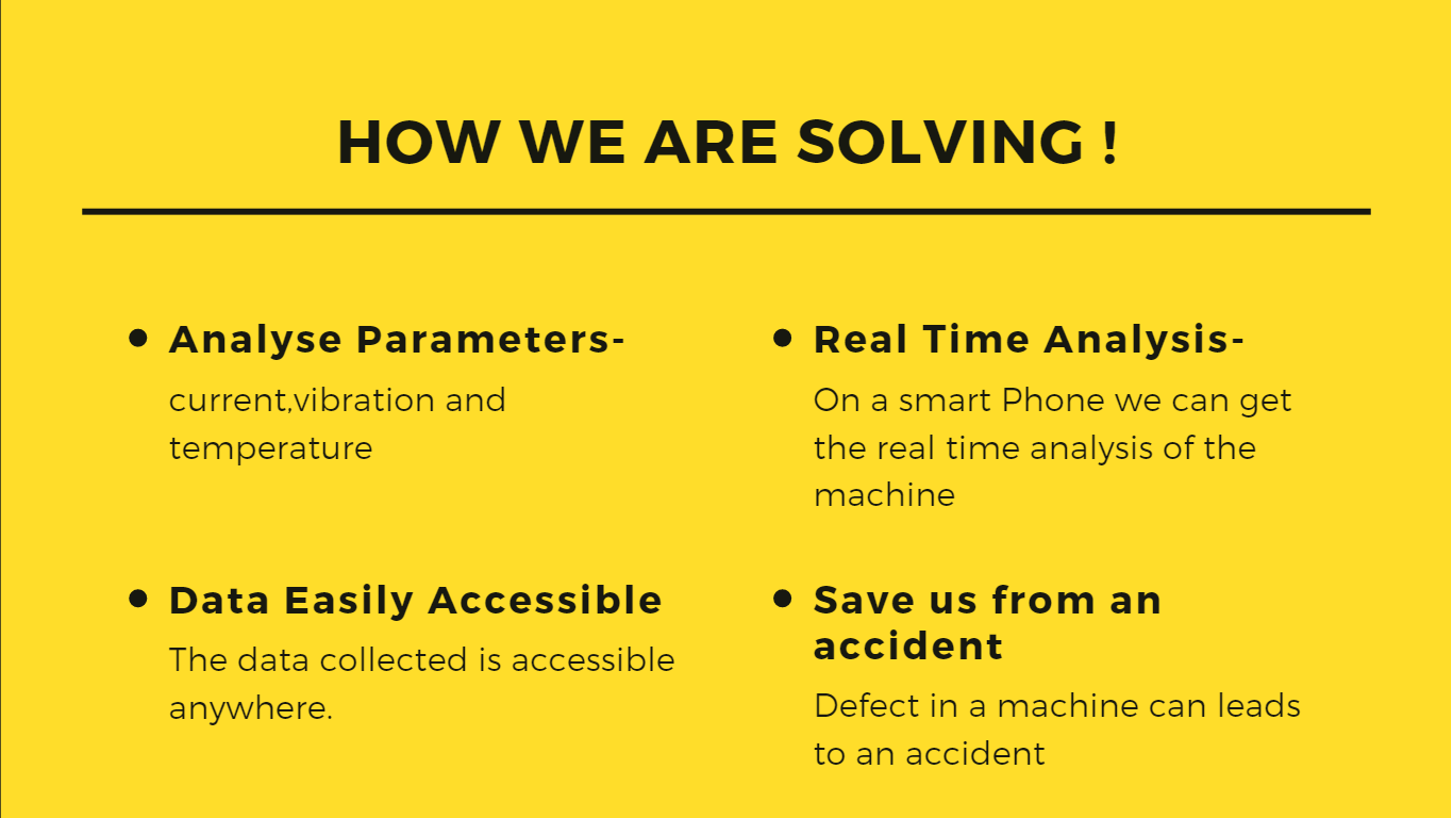 HOW WE ARE SOLVING !
Analyse Parameters-
current,vibration and
temperature
Real Time Analysis-
On a smart Phone we can get
the real time analysis of the
machine
Data Easily Accessible
The data collected is accessible
anywhere.
Save us from an
accident
Defect in a machine can leads
to an accident